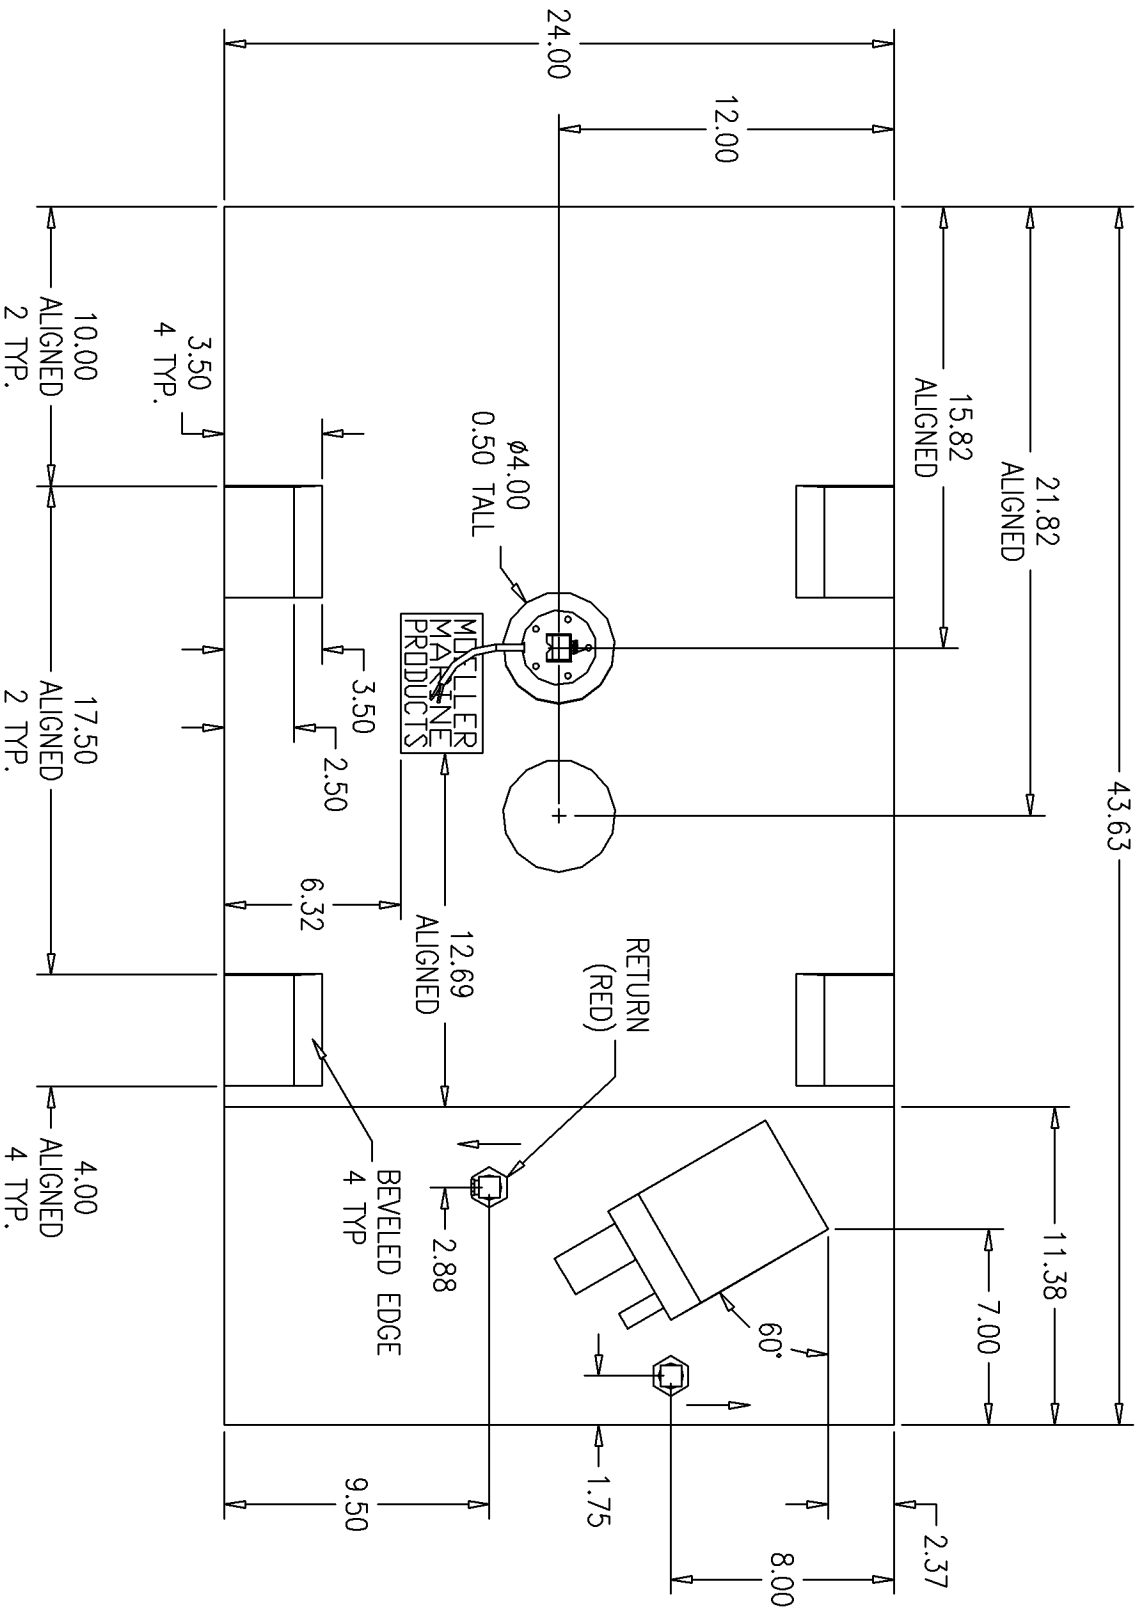 43.63
21.82
ALIGNED
15.82
ALIGNED
11.38
7.00
2.37
24.00
12.00
60°
8.00
1.75
ø4.00
0.50 TALL
MOELLER
MARINE
PRODUCTS
12.69
ALIGNED
RETURN
(RED)
2.88
9.50
6.32
3.50
2.50
3.50
4 TYP.
BEVELED EDGE
4 TYP
10.00
ALIGNED
2 TYP.
17.50
ALIGNED
2 TYP.
4.00
ALIGNED
4 TYP.